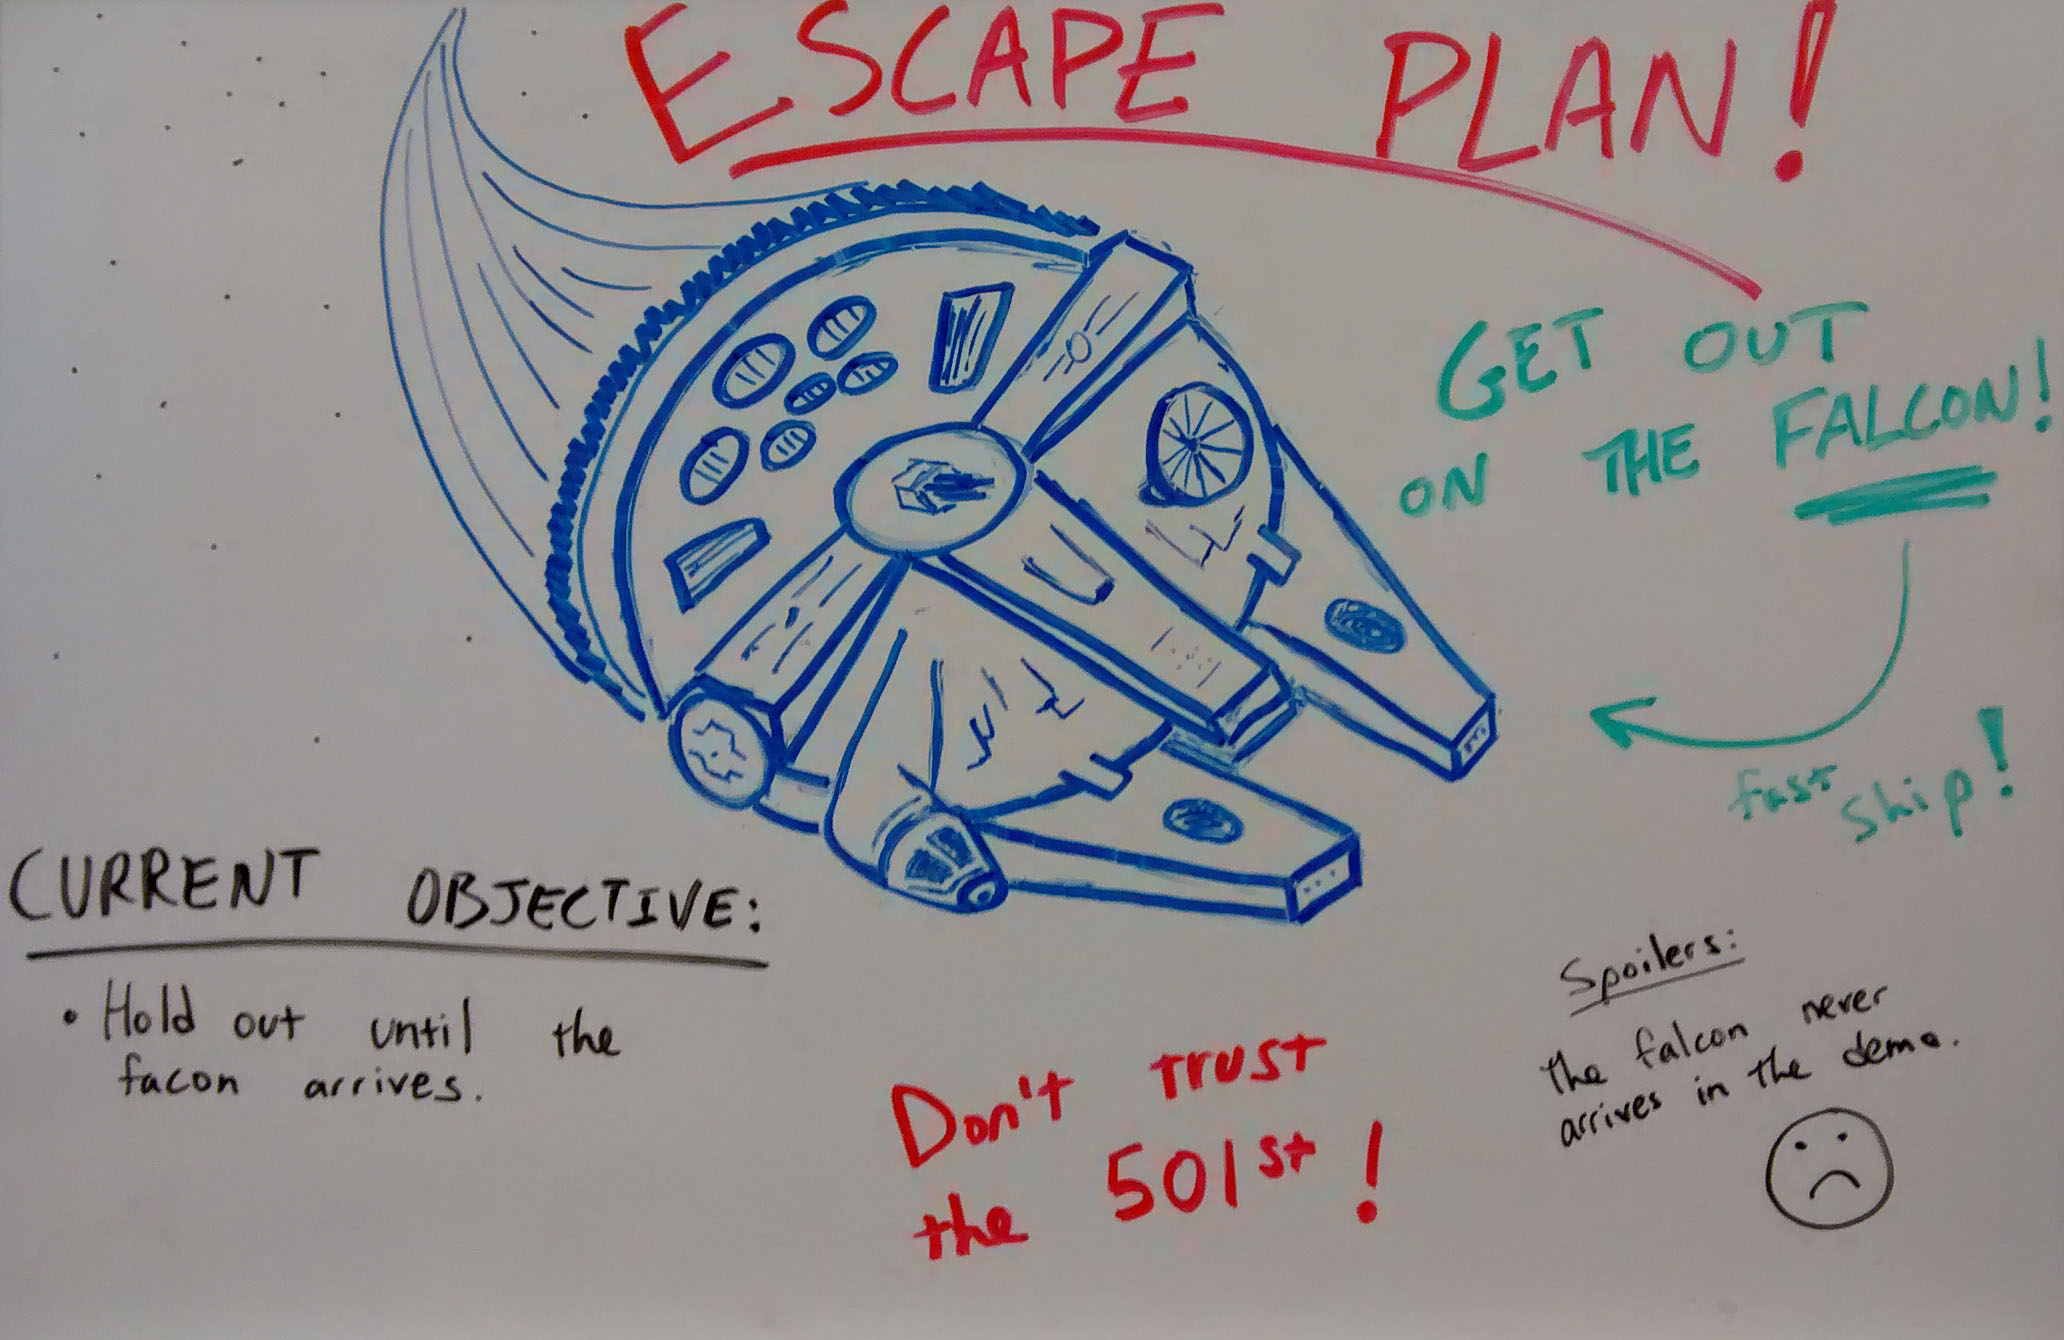 ESCAPE PLAN!
GET OUT
ON THE FALCON!
fast
ship!
CURRENT OBJECTIVE:
• Hold out until the
facon arrives.
Spoilers:
the falcon never
arrives in the demo.
Don't trust
the 501st!